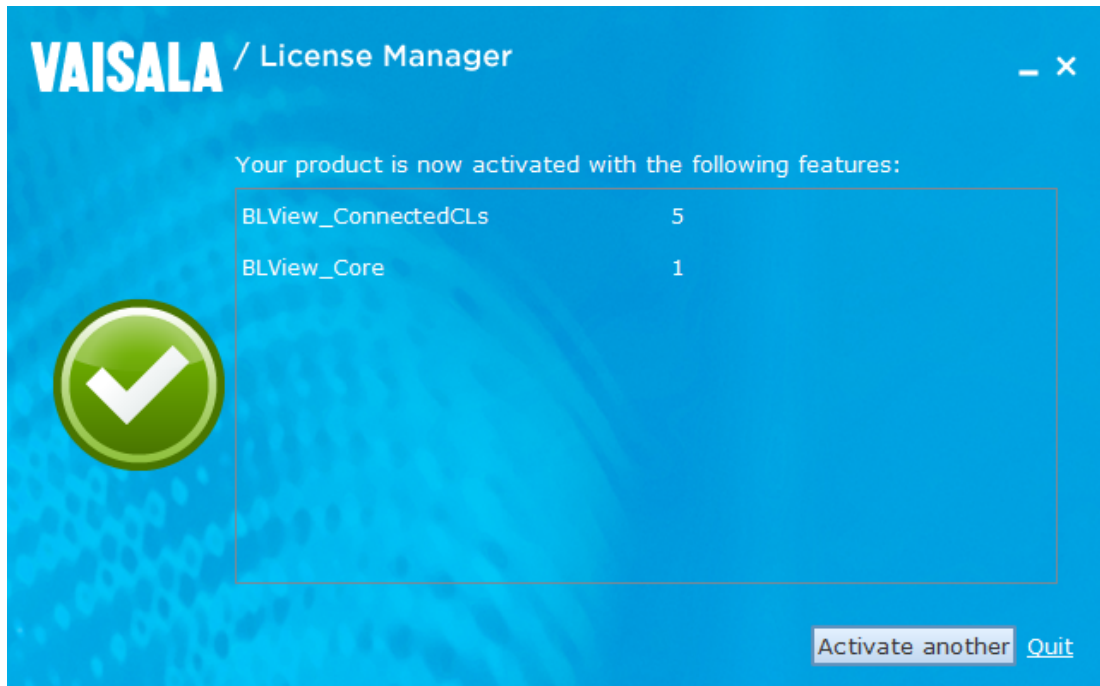 VAISALA / License Manager
Your product is now activated with the following features:
BLView_ConnectedCLs 5
BLView_Core 1
Activate another Quit